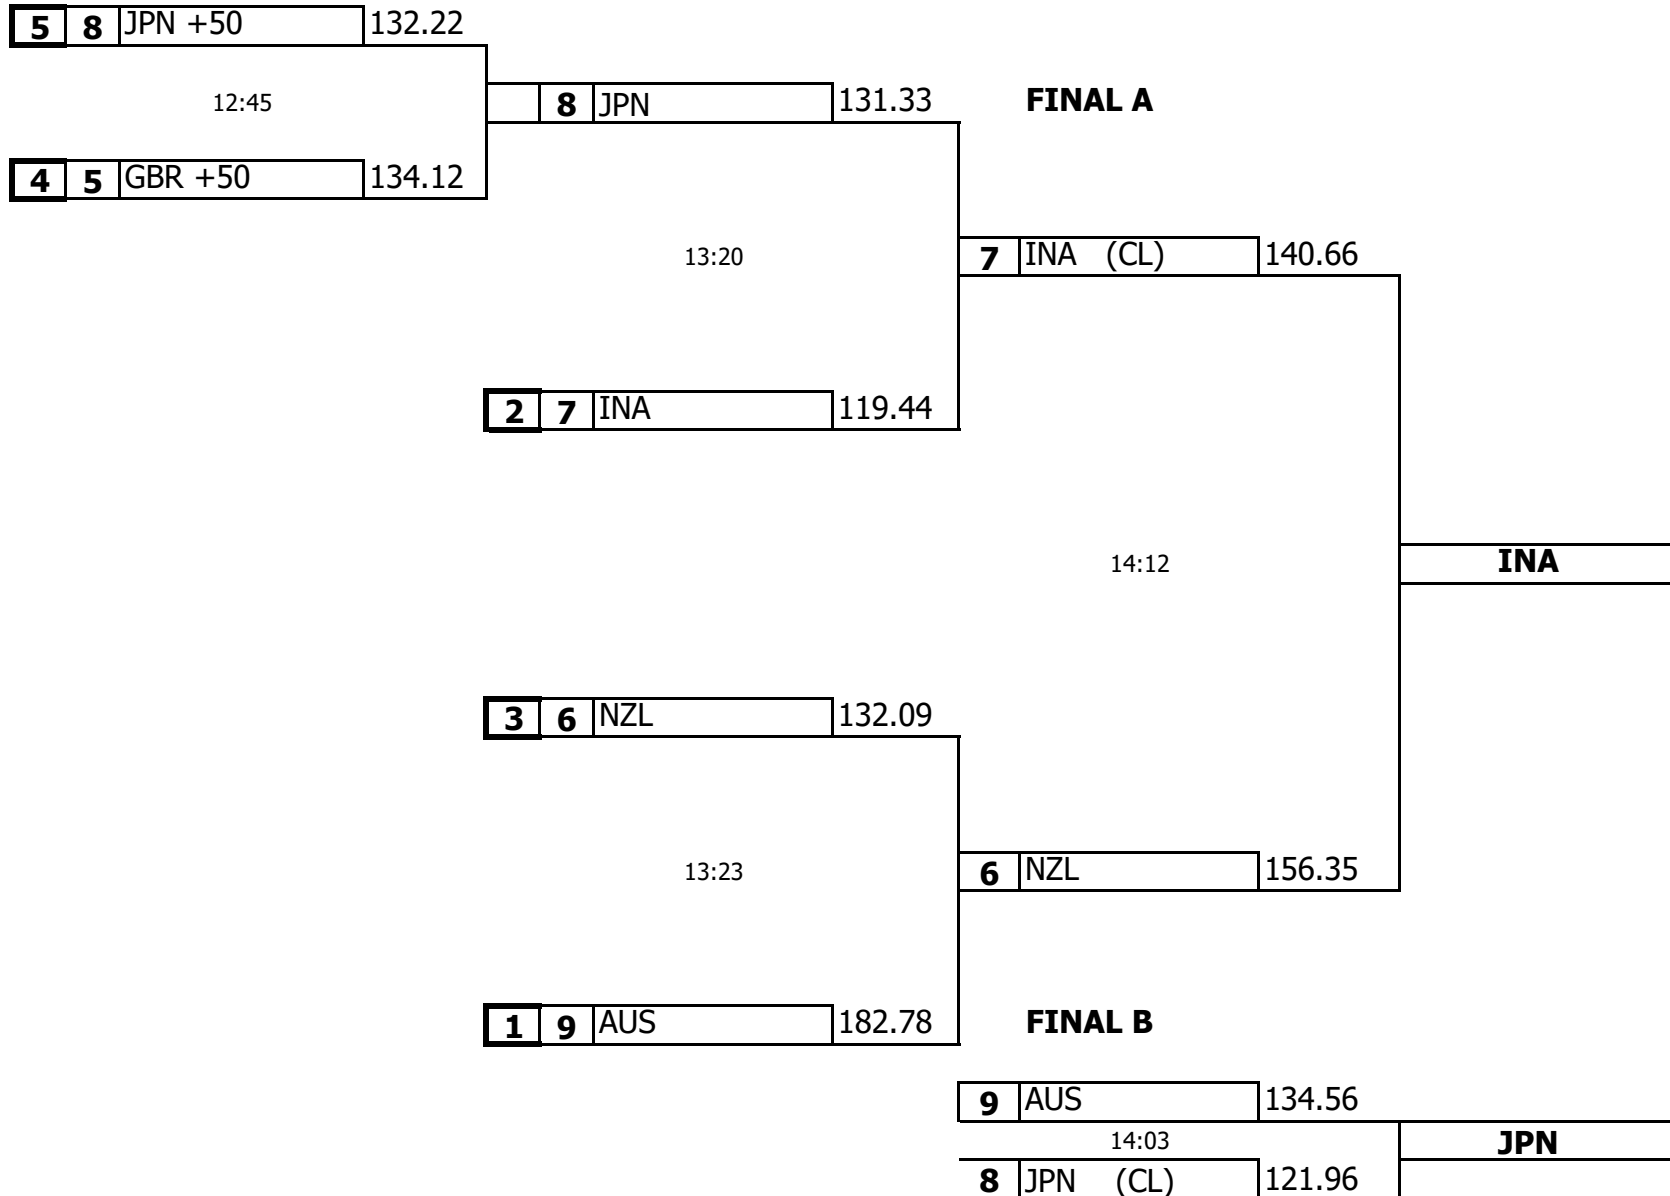 5 8 JPN +50 132.22
12:45
8 JPN 131.33 FINAL A
4 5 GBR +50 134.12
13:20
7 INA (CL) 140.66
2 7 INA 119.44
14:12
INA
3 6 NZL 132.09
13:23
6 NZL 156.35
1 9 AUS 182.78 FINAL B
9 AUS 134.56
14:03
JPN
8 JPN (CL) 121.96